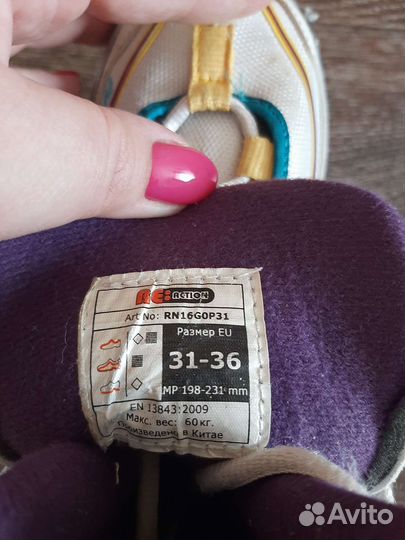 RE:ACTION
Art No: RN16G0P31
Размер EU
31-36
MP 198-231 mm
EN 13843:2009
Макс. вес: 60 кг.
Произведено в Китае
Avito